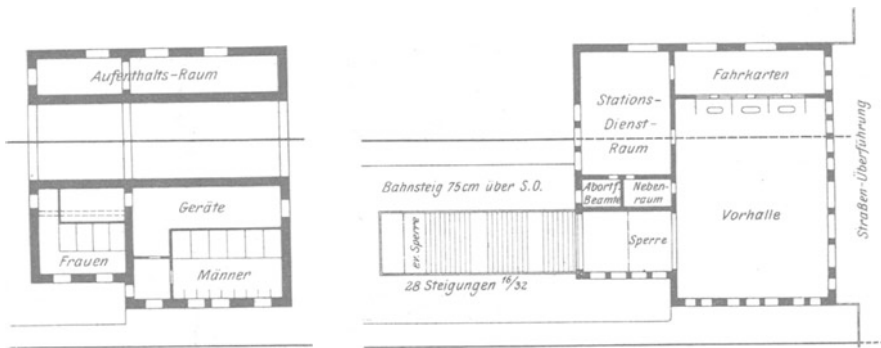 Aufenthalts-Raum
Geräte
Frauen
Männer
Fahrkarten
Stations-
Dienst-
Raum
Bahnsteig 75cm über S.O.
Abortf.
Beamte
Neben-
raum
Vorhalle
Sperre
ev. Sperre
28 Steigungen 16/32
Straßen-Überführung